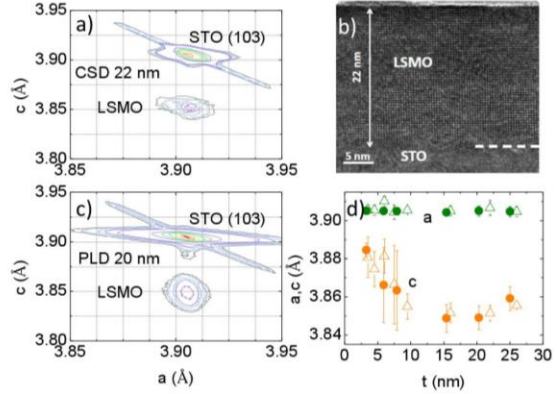 a)
STO (103)
CSD 22 nm
LSMO
c (Å)
3.95
3.90
3.85
3.80
3.85
3.90
3.95
b)
22 nm
LSMO
5 nm
STO
c)
STO (103)
PLD 20 nm
LSMO
c (Å)
3.95
3.90
3.85
3.80
3.85
3.90
3.95
a (Å)
d)
a
c
a,c (Å)
3.90
3.88
3.86
3.84
0 5 10 15 20 25 30
t (nm)